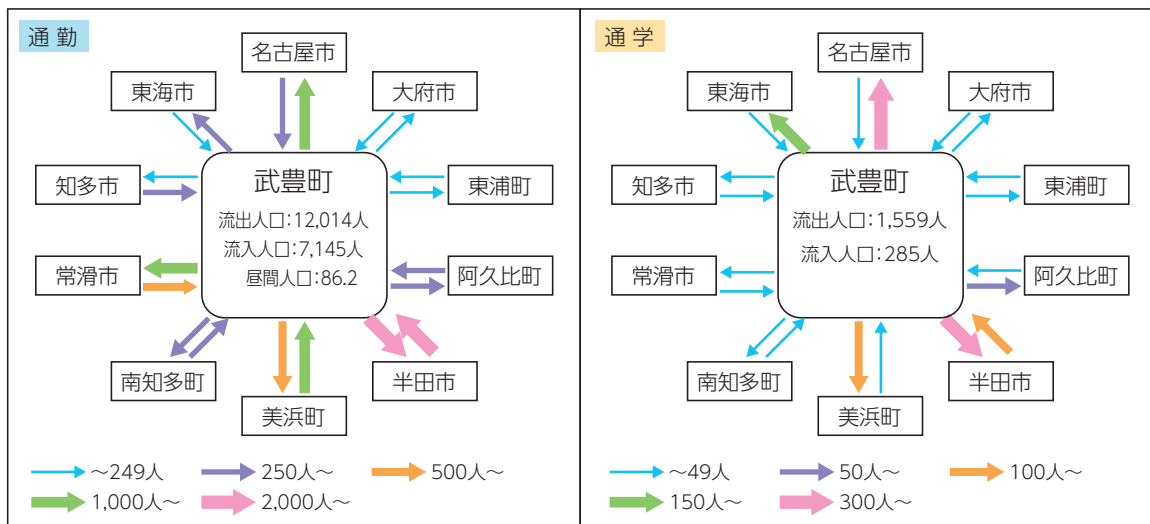 通 勤
名古屋市
東海市
大府市
知多市
武豊町
東浦町
流出人口:12,014人
流入人口:7,145人
昼間人口:86.2
常滑市
阿久比町
南知多町
半田市
美浜町
～249人
250人～
500人～
1,000人～
2,000人～
通 学
名古屋市
東海市
大府市
知多市
武豊町
東浦町
流出人口:1,559人
流入人口:285人
常滑市
阿久比町
南知多町
半田市
美浜町
～49人
50人～
100人～
150人～
300人～